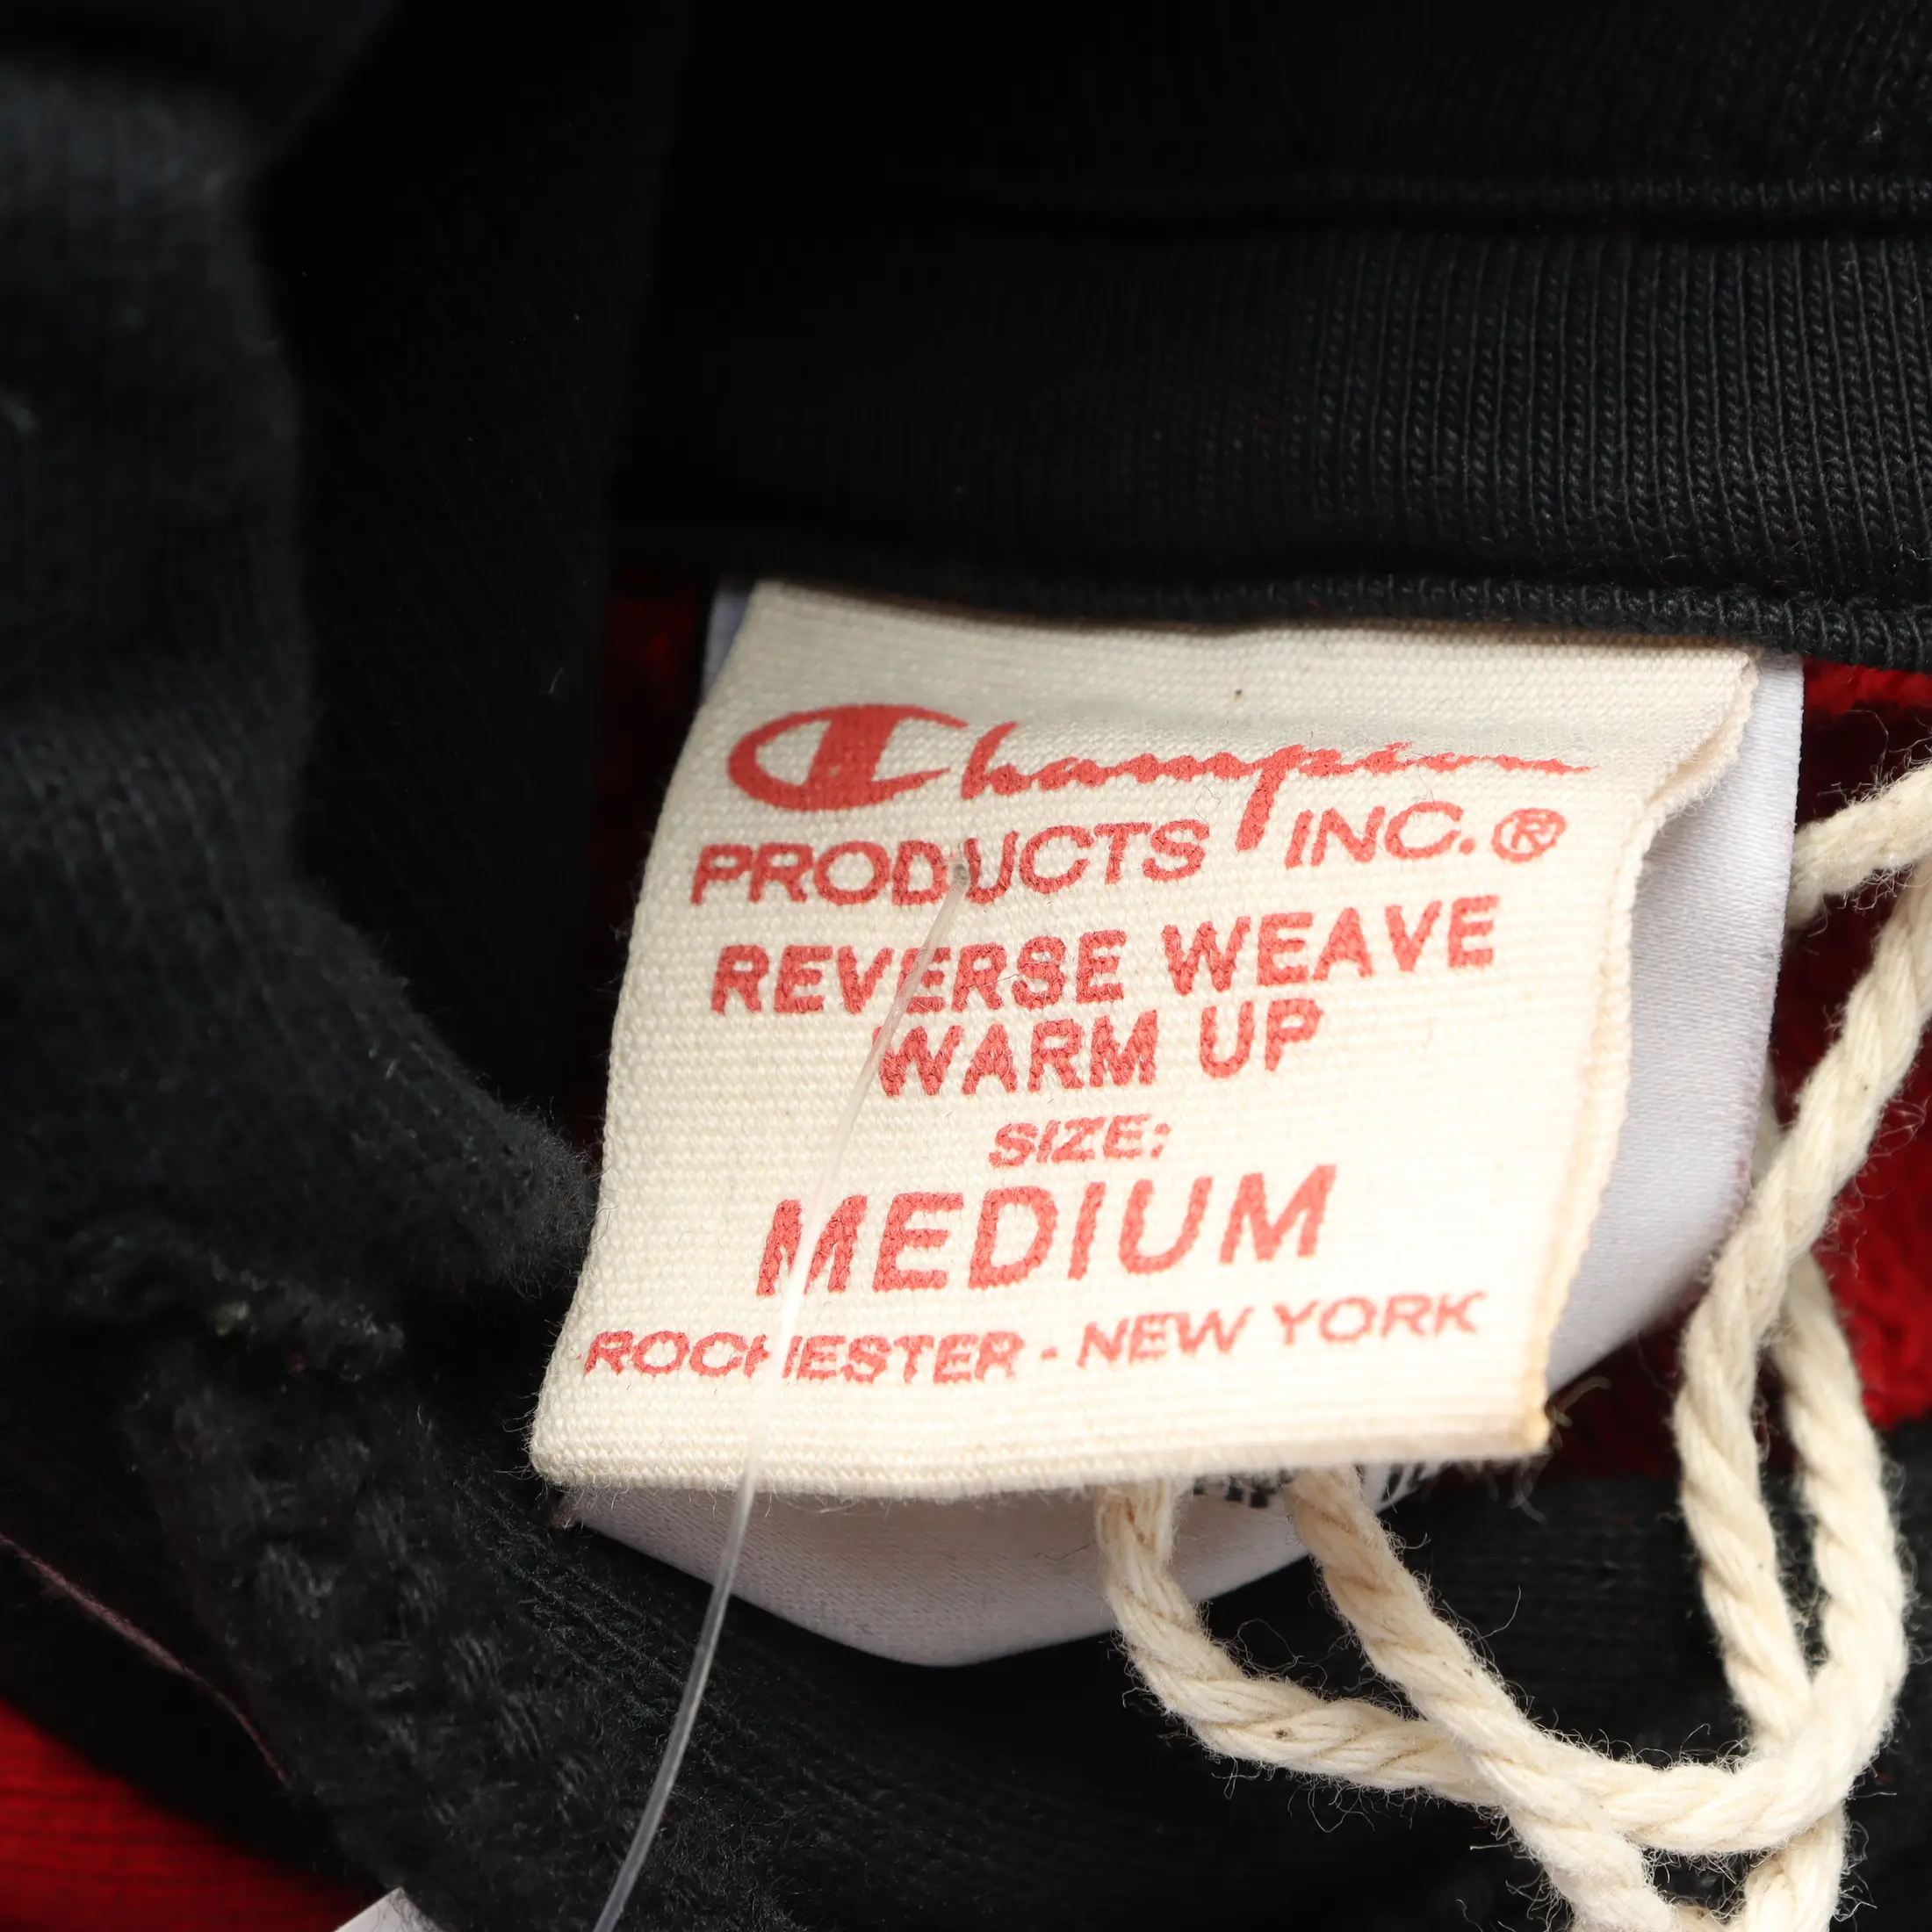 Champion
PRODUCTS INC.®
REVERSE WEAVE
WARM UP
SIZE:
MEDIUM
ROCHESTER - NEW YORK